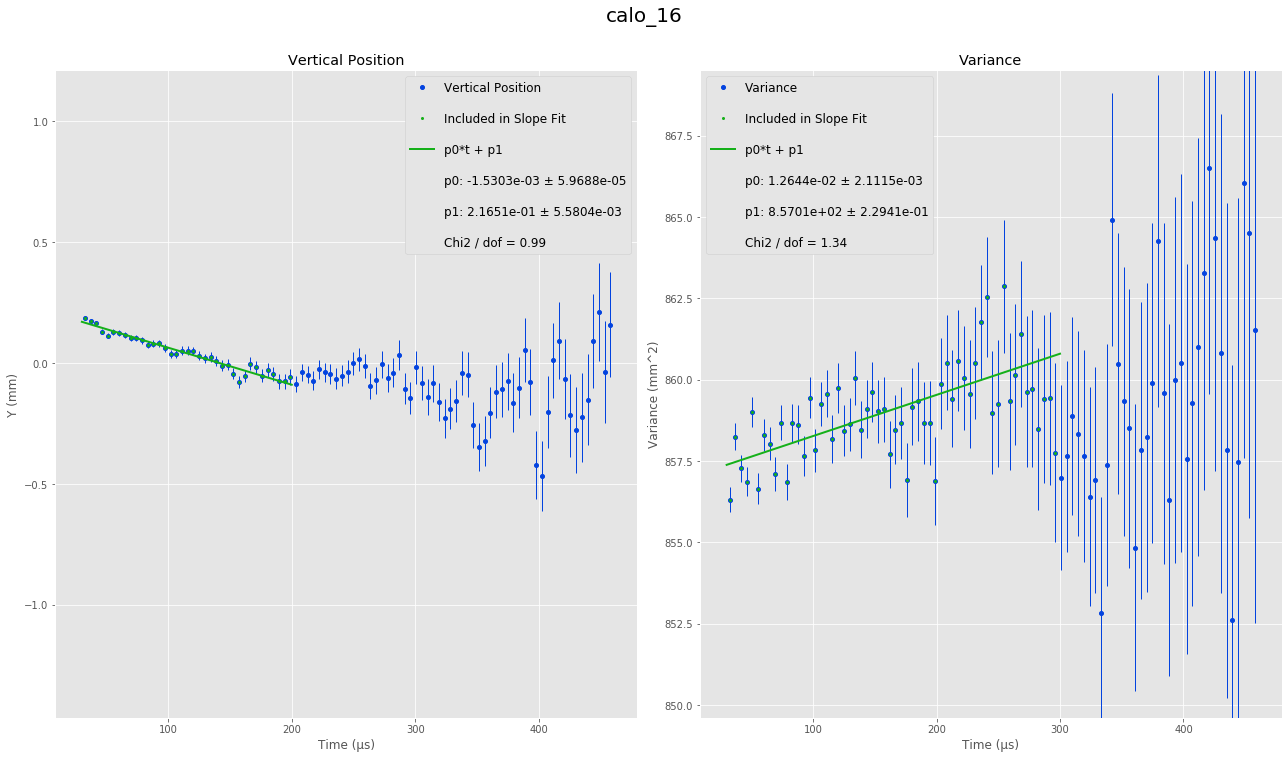 calo_16
Vertical Position
Vertical Position
Included in Slope Fit
p0*t + p1
p0: -1.5303e-03 ± 5.9688e-05
p1: 2.1651e-01 ± 5.5804e-03
Chi2 / dof = 0.99
1.0
0.5
0.0
−0.5
−1.0
Y (mm)
100
200
300
400
Time (µs)
Variance
Variance
Included in Slope Fit
p0*t + p1
p0: 1.2644e-02 ± 2.1115e-03
p1: 8.5701e+02 ± 2.2941e-01
Chi2 / dof = 1.34
867.5
865.0
862.5
860.0
857.5
855.0
852.5
850.0
Variance (mm^2)
100
200
300
400
Time (µs)